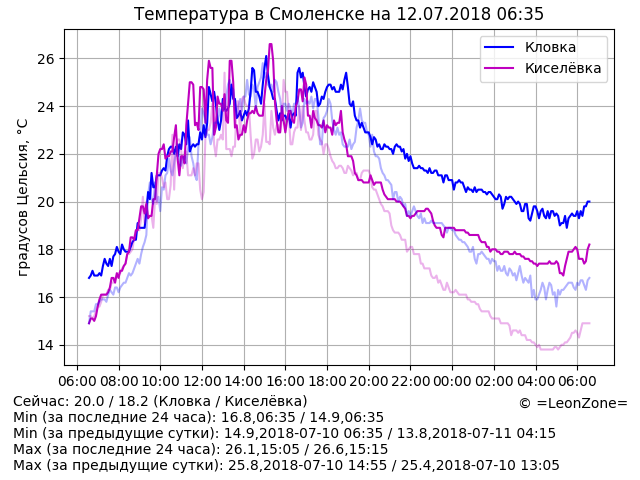 Температура в Смоленске на 12.07.2018 06:35
Кловка
Киселёвка
градусов Цельсия, °C
26
24
22
20
18
16
14
06:00 08:00 10:00 12:00 14:00 16:00 18:00 20:00 22:00 00:00 02:00 04:00 06:00
Сейчас: 20.0 / 18.2 (Кловка / Киселёвка)
© =LeonZone=
Min (за последние 24 часа): 16.8,06:35 / 14.9,06:35
Min (за предыдущие сутки): 14.9,2018-07-10 06:35 / 13.8,2018-07-11 04:15
Max (за последние 24 часа): 26.1,15:05 / 26.6,15:15
Max (за предыдущие сутки): 25.8,2018-07-10 14:55 / 25.4,2018-07-10 13:05